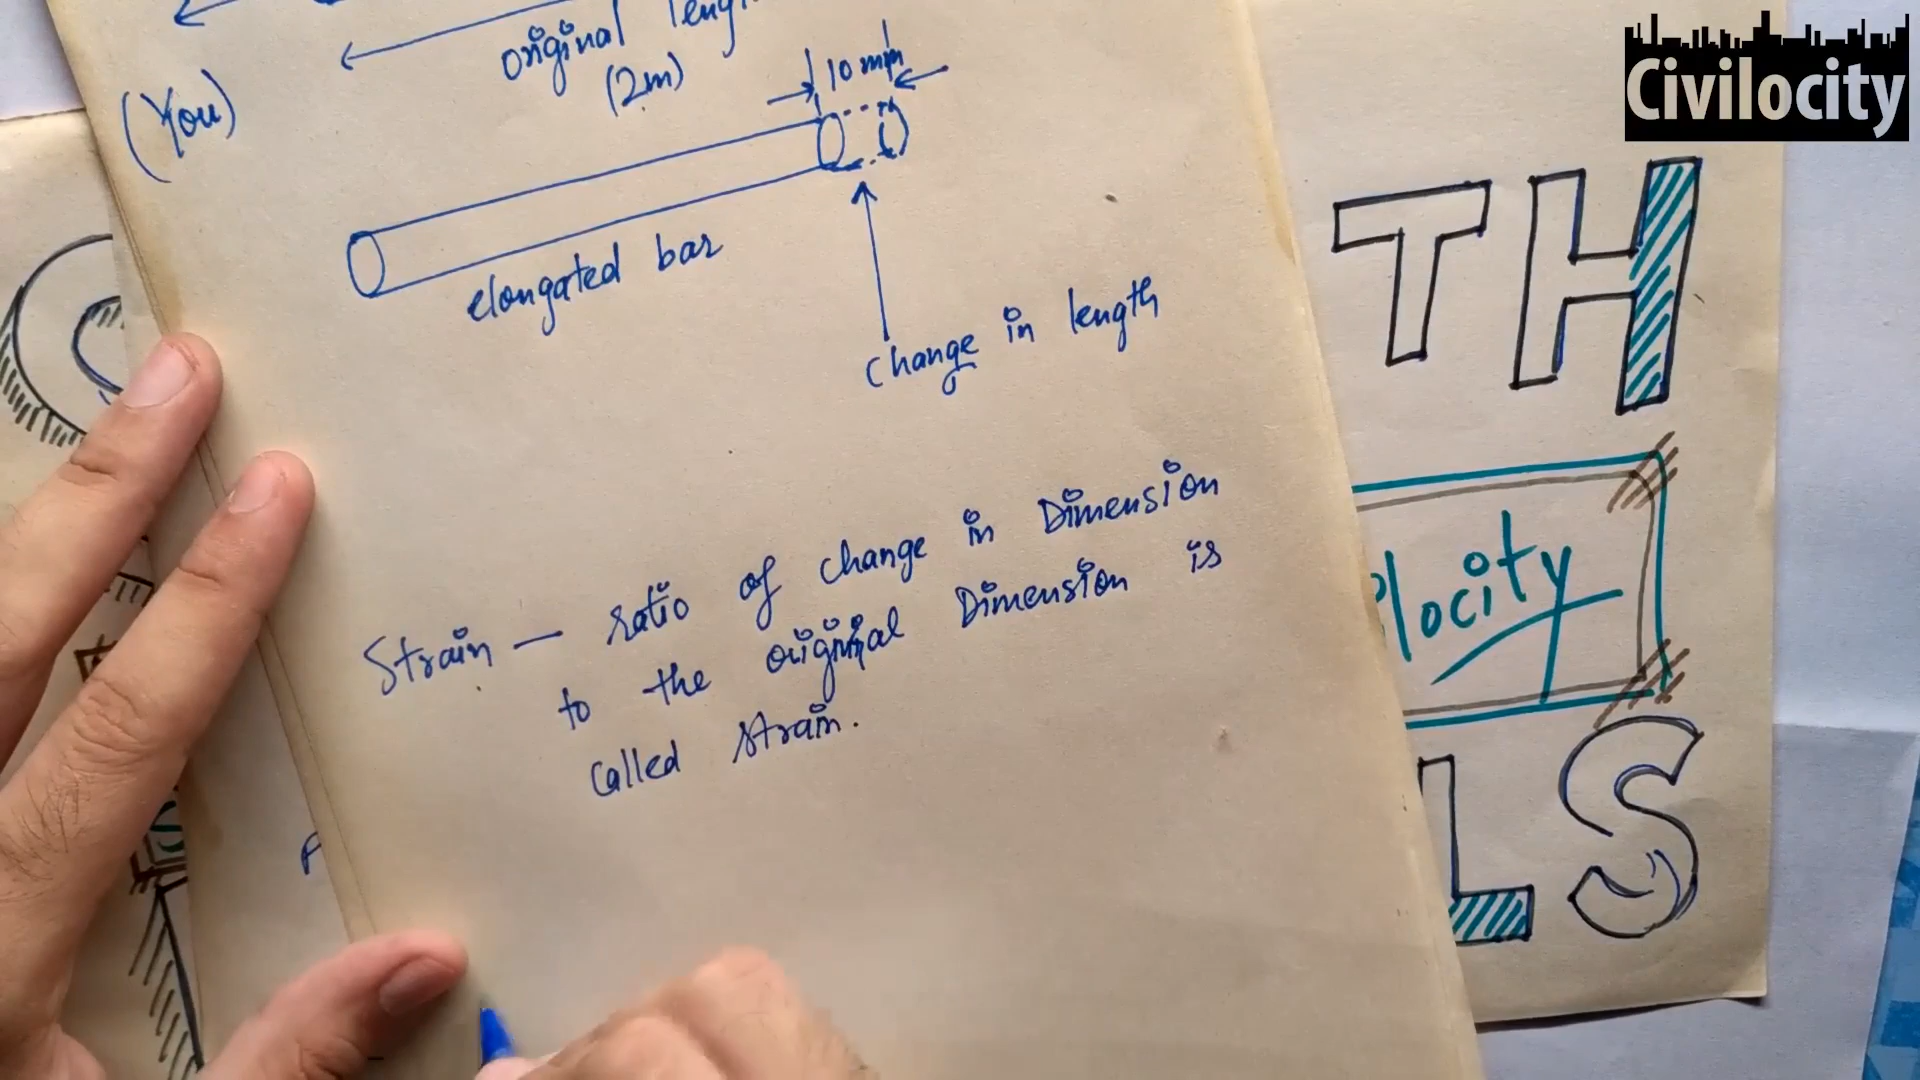 original
(2m)
10 mm
(You)
elongated bar
change in length
Strain — ratio of change in Dimension
to the original Dimension is
called strain.
Civilocity
TH
locity
LS